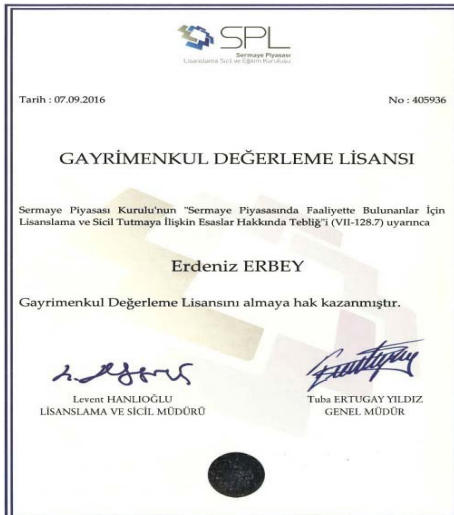 SPL
Sermaye Piyasası
Lisanslama Sicil ve Eğitim Kuruluşu
Tarih : 07.09.2016
No : 405936
GAYRİMENKUL DEĞERLEME LİSANSI
Sermaye Piyasası Kurulu'nun "Sermaye Piyasasında Faaliyette Bulunanlar İçin
Lisanslama ve Sicil Tutmaya İlişkin Esaslar Hakkında Tebliğ"i (VII-128.7) uyarınca
Erdeniz ERBEY
Gayrimenkul Değerleme Lisansını almaya hak kazanmıştır.
Levent HANLIOĞLU
LİSANSLAMA VE SİCİL MÜDÜRÜ
Tuba ERTUGAY YILDIZ
GENEL MÜDÜR